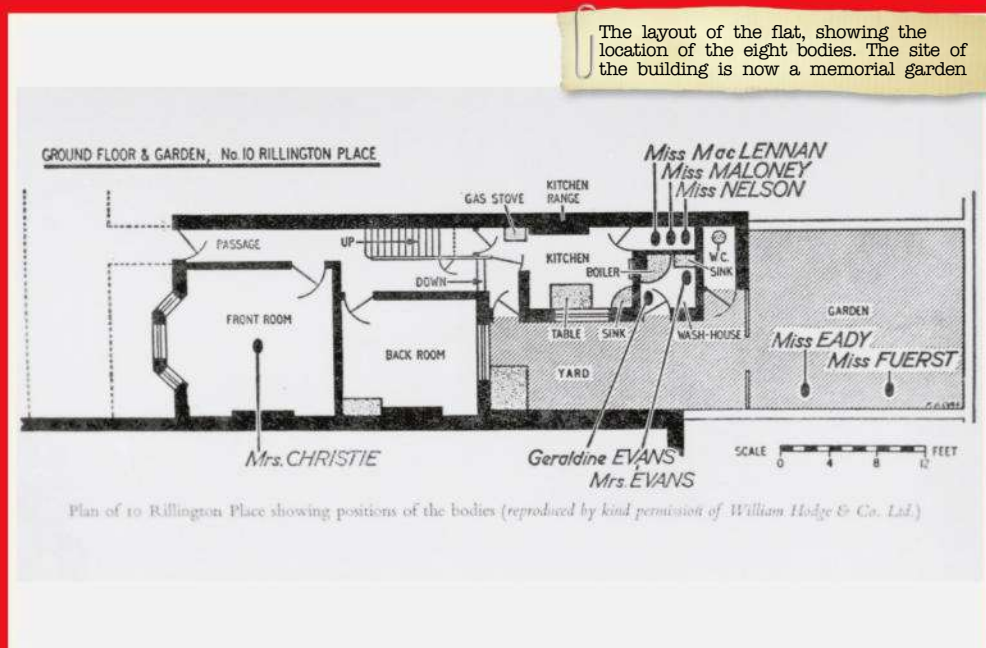 The layout of the flat, showing the
location of the eight bodies. The site of
the building is now a memorial garden
GROUND FLOOR & GARDEN, No. 10 RILLINGTON PLACE
Miss MacLENNAN
Miss MALONEY
Miss NELSON
GAS STOVE
KITCHEN
RANGE
PASSAGE
UP
KITCHEN
W.C.
BOILER
SINK
DOWN
FRONT ROOM
GARDEN
TABLE
SINK
WASH-HOUSE
BACK ROOM
Miss EADY
YARD
Miss FUERST
Mrs. CHRISTIE
Geraldine EVANS
Mrs. EVANS
SCALE
FEET
0 4 8 12
Plan of 10 Rillington Place showing positions of the bodies (reproduced by kind permission of William Hodge & Co. Ltd.)